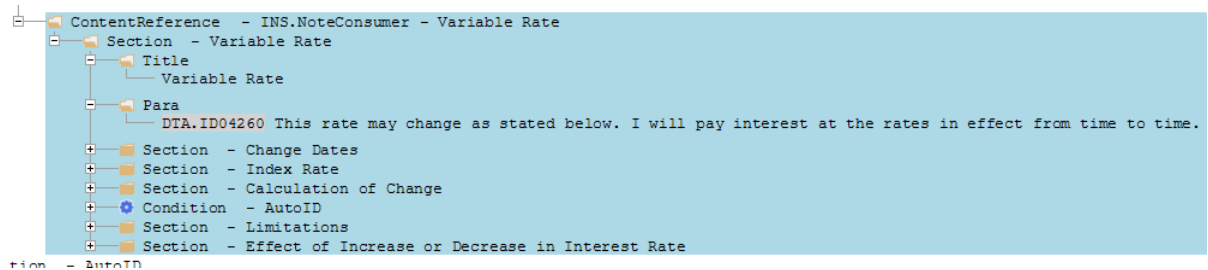 ContentReference - INS.NoteConsumer - Variable Rate
Section - Variable Rate
Title
Variable Rate
Para
DTA.ID04260 This rate may change as stated below. I will pay interest at the rates in effect from time to time.
Section - Change Dates
Section - Index Rate
Section - Calculation of Change
Condition - AutoID
Section - Limitations
Section - Effect of Increase or Decrease in Interest Rate
tion - AutoID